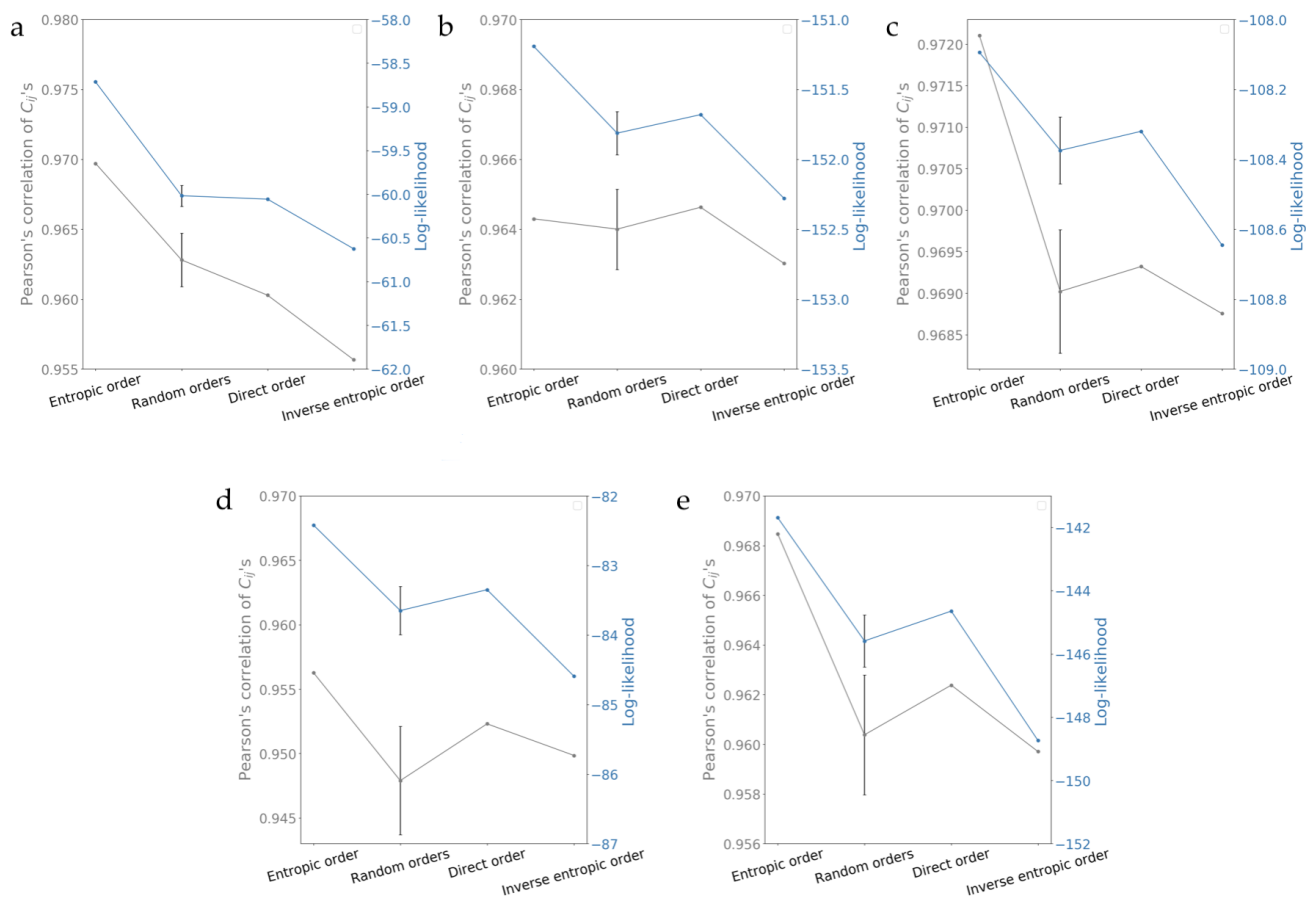 a
0.980
0.975
0.970
0.965
0.960
0.955
Pearson's correlation of Cij's
−58.0
−58.5
−59.0
−59.5
−60.0
−60.5
−61.0
−61.5
−62.0
Log-likelihood
Entropic order
Random orders
Direct order
Inverse entropic order
b
0.970
0.968
0.966
0.964
0.962
0.960
Pearson's correlation of Cij's
−151.0
−151.5
−152.0
−152.5
−153.0
−153.5
Log-likelihood
Entropic order
Random orders
Direct order
Inverse entropic order
c
0.9720
0.9715
0.9710
0.9705
0.9700
0.9695
0.9690
0.9685
Pearson's correlation of Cij's
−108.0
−108.2
−108.4
−108.6
−108.8
−109.0
Log-likelihood
Entropic order
Random orders
Direct order
Inverse entropic order
d
0.970
0.965
0.960
0.955
0.950
0.945
Pearson's correlation of Cij's
−82
−83
−84
−85
−86
−87
Log-likelihood
Entropic order
Random orders
Direct order
Inverse entropic order
e
0.970
0.968
0.966
0.964
0.962
0.960
0.958
0.956
Pearson's correlation of Cij's
−142
−144
−146
−148
−150
−152
Log-likelihood
Entropic order
Random orders
Direct order
Inverse entropic order